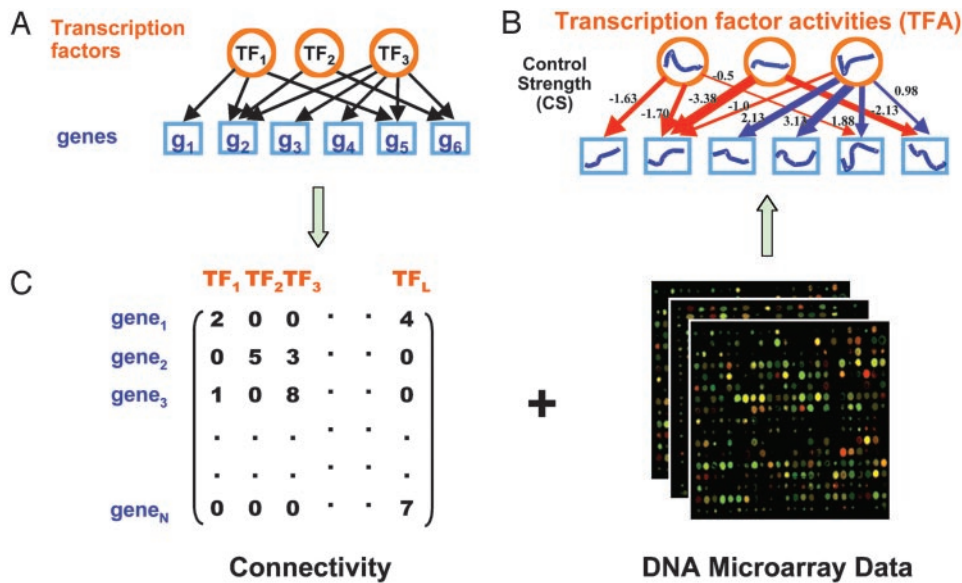 A
Transcription
factors
TF1 TF2 TF3
genes
g1 g2 g3 g4 g5 g6
B
Transcription factor activities (TFA)
Control
Strength
(CS)
-0.5
0.98
-1.63
-3.38
-1.70
-1.0
2.13
3.13
1.88
-2.13
C
TF1 TF2 TF3 TFL
gene1 2 0 0 · · 4
gene2 0 5 3 · · 0
gene3 1 0 8 · · 0
· · · · · ·
· · · · · ·
geneN 0 0 0 7
+
Connectivity
DNA Microarray Data